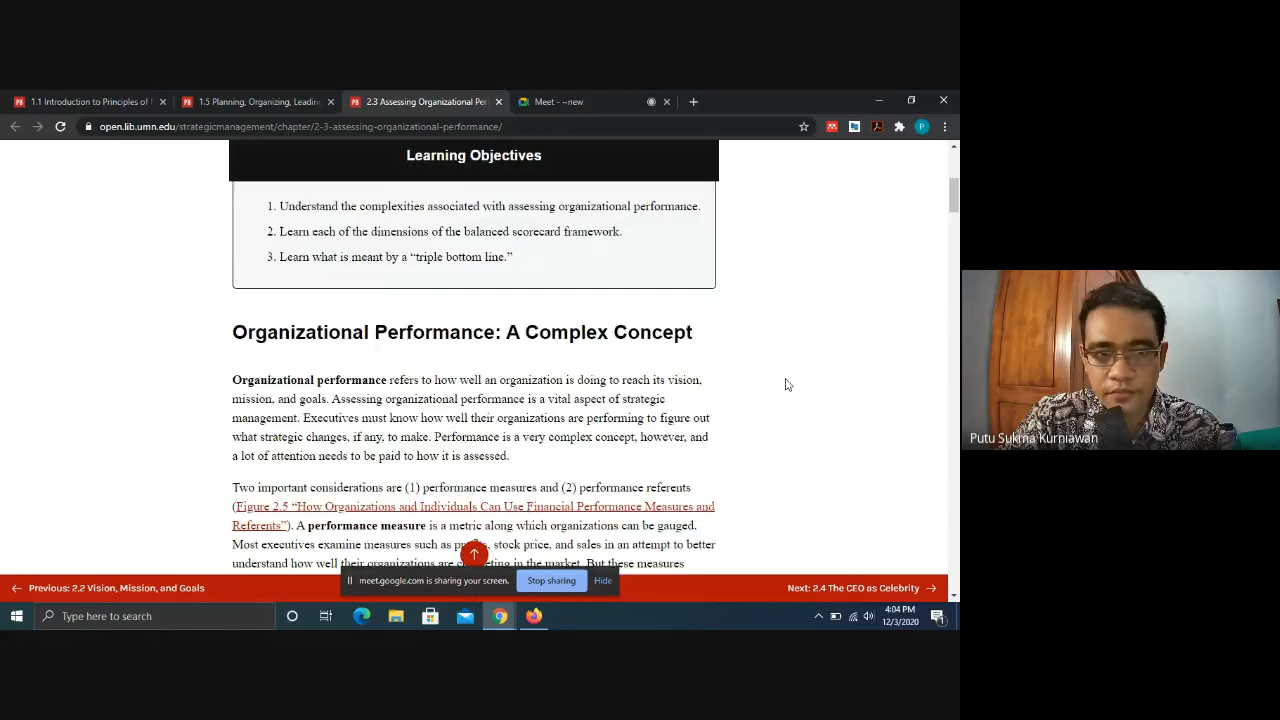 1.1 Introduction to Principles of
1.5 Planning, Organizing, Leading
2.3 Assessing Organizational Per
Meet - ~new
open.lib.umn.edu/strategicmanagement/chapter/2-3-assessing-organizational-performance/
Learning Objectives
1. Understand the complexities associated with assessing organizational performance.
2. Learn each of the dimensions of the balanced scorecard framework.
3. Learn what is meant by a “triple bottom line.”
Organizational Performance: A Complex Concept
Organizational performance refers to how well an organization is doing to reach its vision,
mission, and goals. Assessing organizational performance is a vital aspect of strategic
management. Executives must know how well their organizations are performing to figure out
what strategic changes, if any, to make. Performance is a very complex concept, however, and
a lot of attention needs to be paid to how it is assessed.
Two important considerations are (1) performance measures and (2) performance referents
(Figure 2.5 “How Organizations and Individuals Can Use Financial Performance Measures and
Referents”). A performance measure is a metric along which organizations can be gauged.
Most executives examine measures such as stock price, and sales in an attempt to better
understand how well their organizations are in the market. But these measures
meet.google.com is sharing your screen.
Stop sharing
Hide
Previous: 2.2 Vision, Mission, and Goals
Next: 2.4 The CEO as Celebrity
Type here to search
4:04 PM
12/3/2020
Putu Sukma Kurniawan